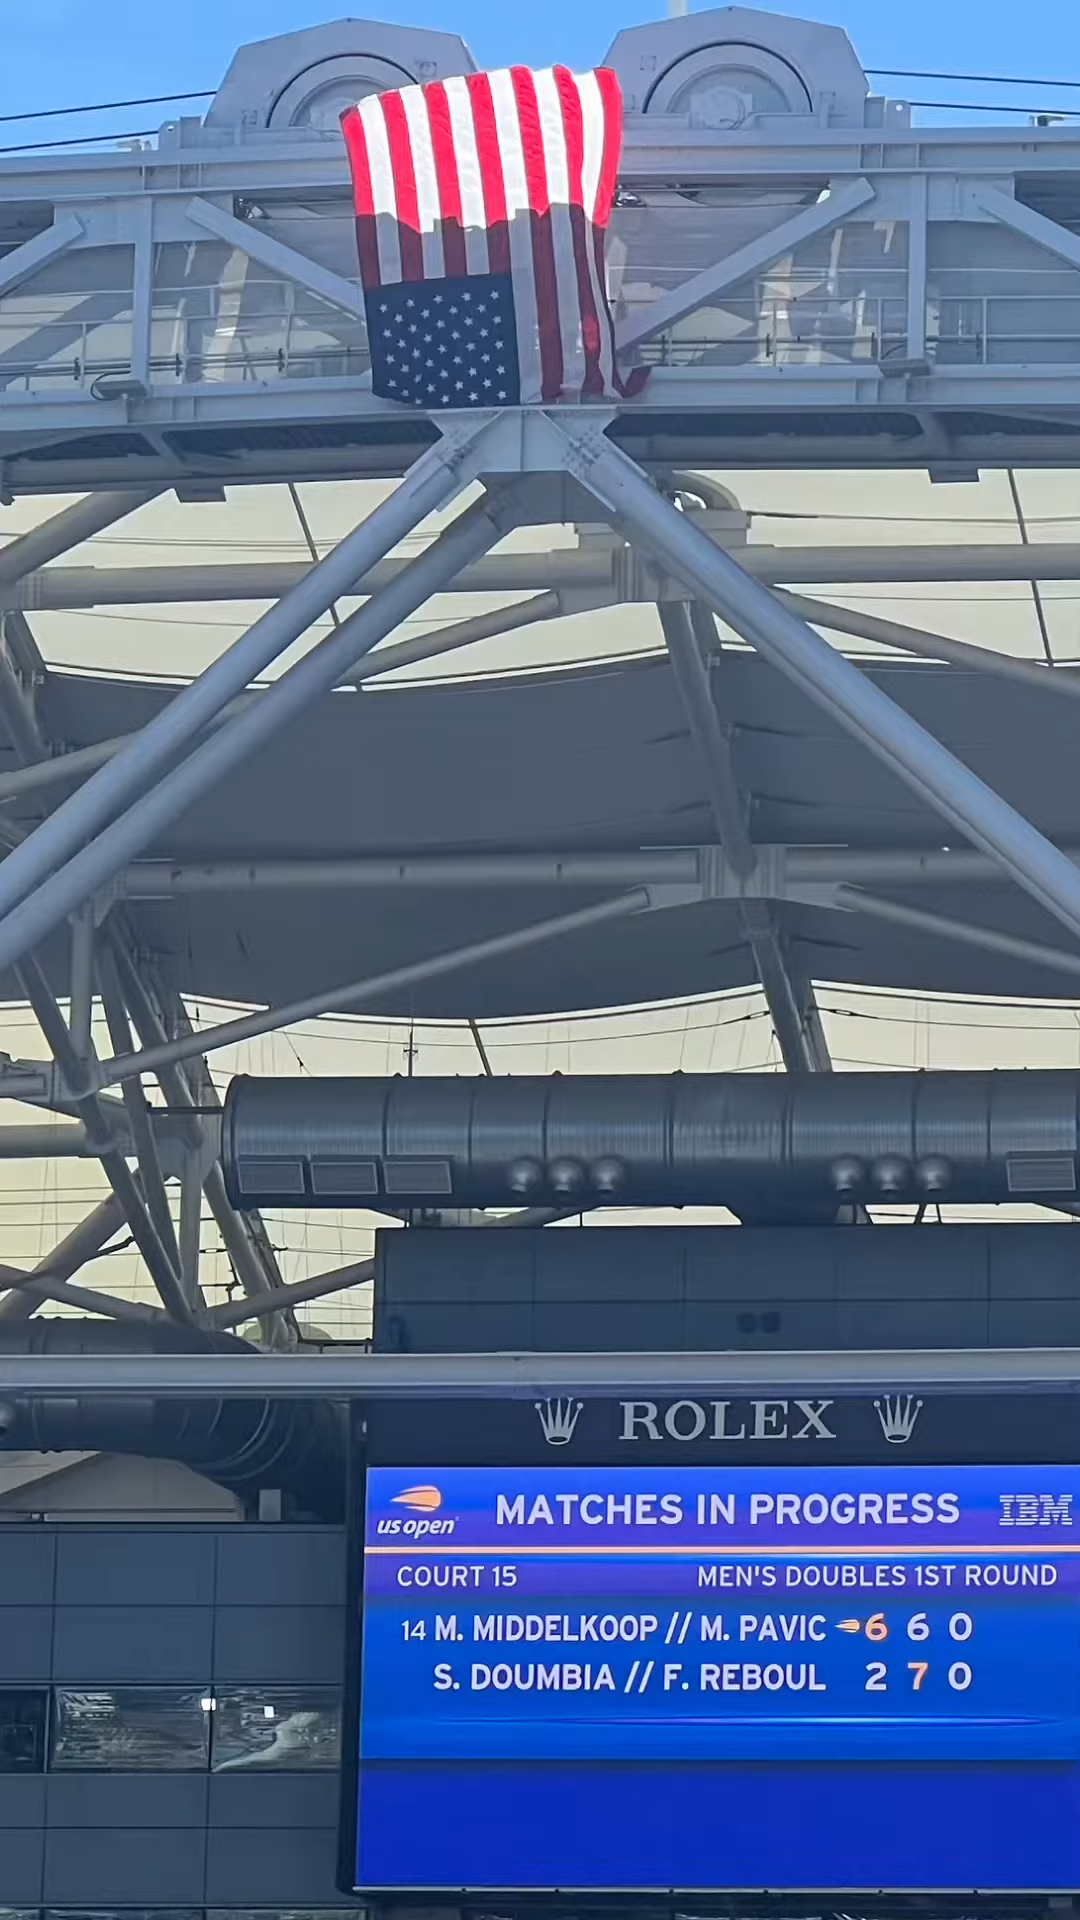 ROLEX
us open
MATCHES IN PROGRESS
IBM
COURT 15 MEN'S DOUBLES 1ST ROUND
14 M. MIDDELKOOP // M. PAVIC 6 6 0
S. DOUMBIA // F. REBOUL 2 7 0